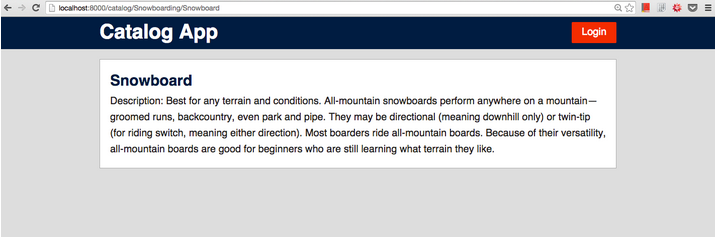 localhost:8000/catalog/Snowboarding/Snowboard
Catalog App
Login
Snowboard
Description: Best for any terrain and conditions. All-mountain snowboards perform anywhere on a mountain—
groomed runs, backcountry, even park and pipe. They may be directional (meaning downhill only) or twin-tip
(for riding switch, meaning either direction). Most boarders ride all-mountain boards. Because of their versatility,
all-mountain boards are good for beginners who are still learning what terrain they like.